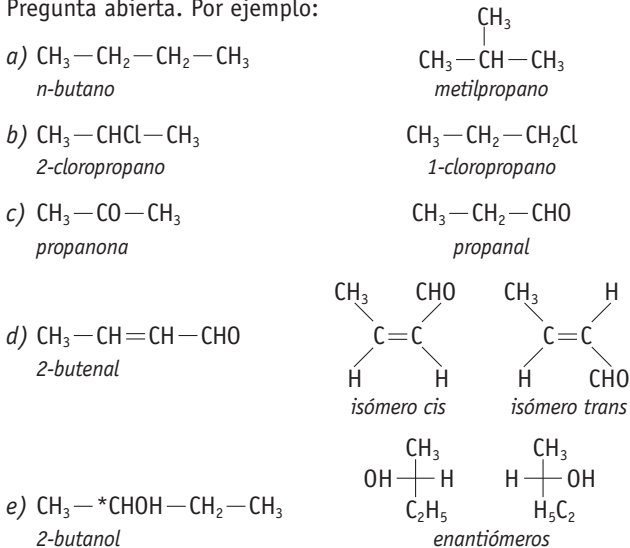 Pregunta abierta. Por ejemplo:
CH₃
a) CH₃—CH₂—CH₂—CH₃ CH₃—CH—CH₃
n-butano metilpropano
b) CH₃—CHCl—CH₃ CH₃—CH₂—CH₂Cl
2-cloropropano 1-cloropropano
c) CH₃—CO—CH₃ CH₃—CH₂—CHO
propanona propanal
CH₃ CHO CH₃ H
d) CH₃—CH=CH—CHO C=C C=C
2-butenal
H H H CHO
isómero cis isómero trans
CH₃ CH₃
OH H H OH
e) CH₃—*CHOH—CH₂—CH₃ C₂H₅ H₅C₂
2-butanol enantiómeros